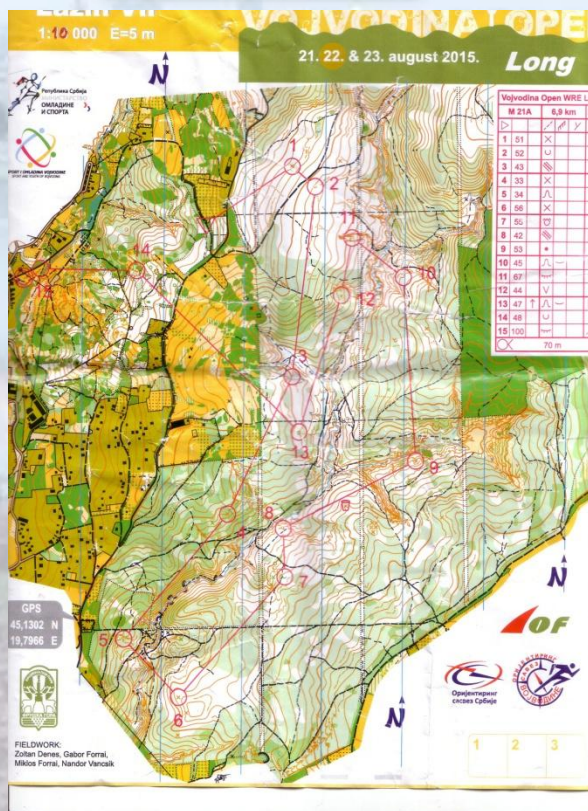 VOJVODINA OPE
1:10 000 E=5 m
21. 22. & 23. august 2015.
Long
N
Република Србија
ОМЛАДИНЕ
И СПОРТА
Vojvodina Open WRE L
M 21A 6,9 km
1 51
2 52
3 43
4 33
5 34
6 56
7 55
8 42
9 53
10 45
11 67
12 44
13 47
14 48
15 100
70 m
1
2
11
10
14
12
3
13
9
4
8
7
5
6
GPS
45,1302 N
19,7966 E
N
N
OF
Оријентиринг
савез Србије
FIELDWORK:
Zoltan Denes, Gabor Forrai,
Miklos Forrai, Nandor Vancsik
1 2 3